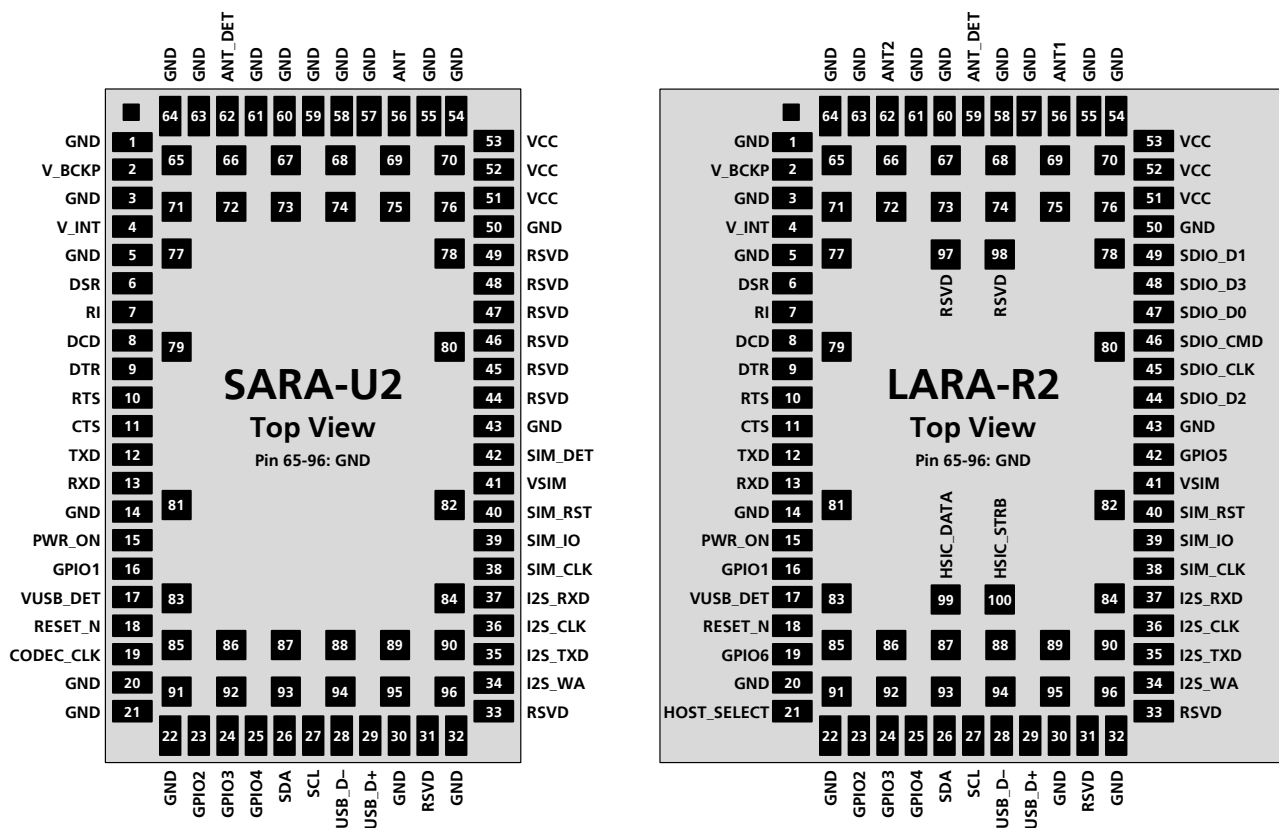 GND GND ANT_DET GND GND GND GND GND ANT GND GND
64 63 62 61 60 59 58 57 56 55 54
GND 1
V_BCKP 2
GND 3
V_INT 4
GND 5
DSR 6
RI 7
DCD 8
DTR 9
RTS 10
CTS 11
TXD 12
RXD 13
GND 14
PWR_ON 15
GPIO1 16
VUSB_DET 17
RESET_N 18
CODEC_CLK 19
GND 20
GND 21
65 66 67 68 69 70
71 72 73 74 75 76
77 78
79 80
SARA-U2
Top View
Pin 65-96: GND
81 82
83 84
85 86 87 88 89 90
91 92 93 94 95 96
53 VCC
52 VCC
51 VCC
50 GND
49 RSVD
48 RSVD
47 RSVD
46 RSVD
45 RSVD
44 RSVD
43 GND
42 SIM_DET
41 VSIM
40 SIM_RST
39 SIM_IO
38 SIM_CLK
37 I2S_RXD
36 I2S_CLK
35 I2S_TXD
34 I2S_WA
33 RSVD
22 23 24 25 26 27 28 29 30 31 32
GND GPIO2 GPIO3 GPIO4 SDA SCL USB_D– USB_D+ GND RSVD GND
GND GND ANT2 GND GND ANT_DET GND GND ANT1 GND GND
64 63 62 61 60 59 58 57 56 55 54
GND 1
V_BCKP 2
GND 3
V_INT 4
GND 5
DSR 6
RI 7
DCD 8
DTR 9
RTS 10
CTS 11
TXD 12
RXD 13
GND 14
PWR_ON 15
GPIO1 16
VUSB_DET 17
RESET_N 18
GPIO6 19
GND 20
HOST_SELECT 21
65 66 67 68 69 70
71 72 73 74 75 76
77 97 98 78
RSVD RSVD
79 80
LARA-R2
Top View
Pin 65-96: GND
81 82
HSIC_DATA HSIC_STRB
83 99 100 84
85 86 87 88 89 90
91 92 93 94 95 96
53 VCC
52 VCC
51 VCC
50 GND
49 SDIO_D1
48 SDIO_D3
47 SDIO_D0
46 SDIO_CMD
45 SDIO_CLK
44 SDIO_D2
43 GND
42 GPIO5
41 VSIM
40 SIM_RST
39 SIM_IO
38 SIM_CLK
37 I2S_RXD
36 I2S_CLK
35 I2S_TXD
34 I2S_WA
33 RSVD
22 23 24 25 26 27 28 29 30 31 32
GND GPIO2 GPIO3 GPIO4 SDA SCL USB_D– USB_D+ GND RSVD GND